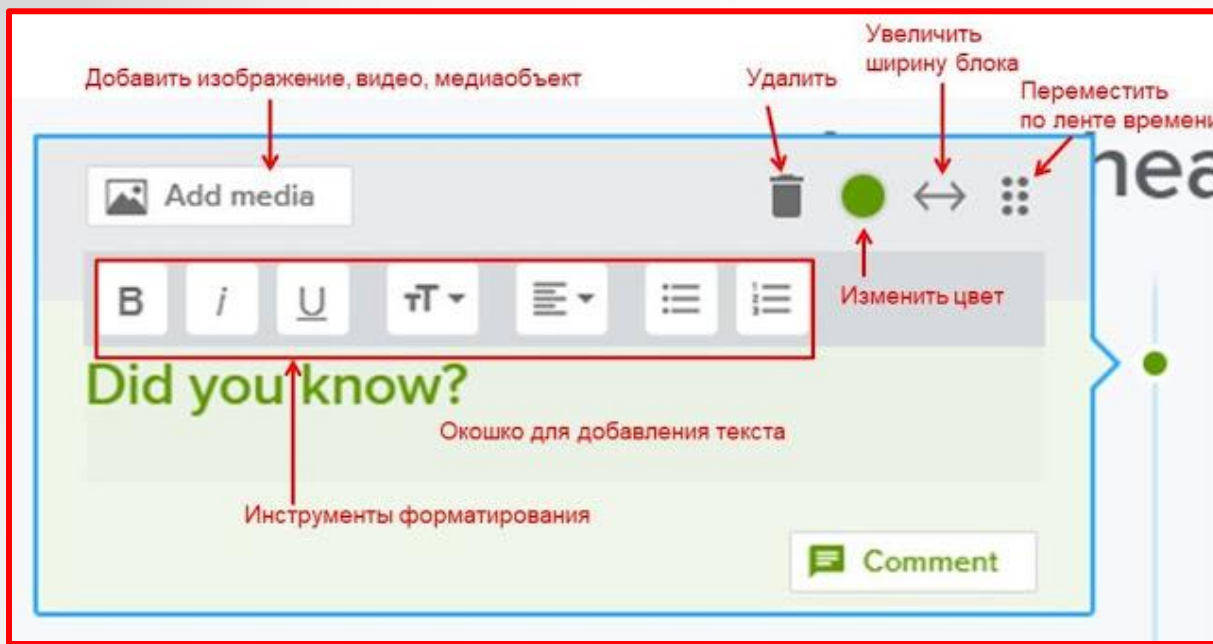 Увеличить
ширину блока
Добавить изображение, видео, медиаобъект
Удалить
Переместить
по ленте времени
Add media
B i U тT
Изменить цвет
Did you know?
Окошко для добавления текста
Инструменты форматирования
Comment